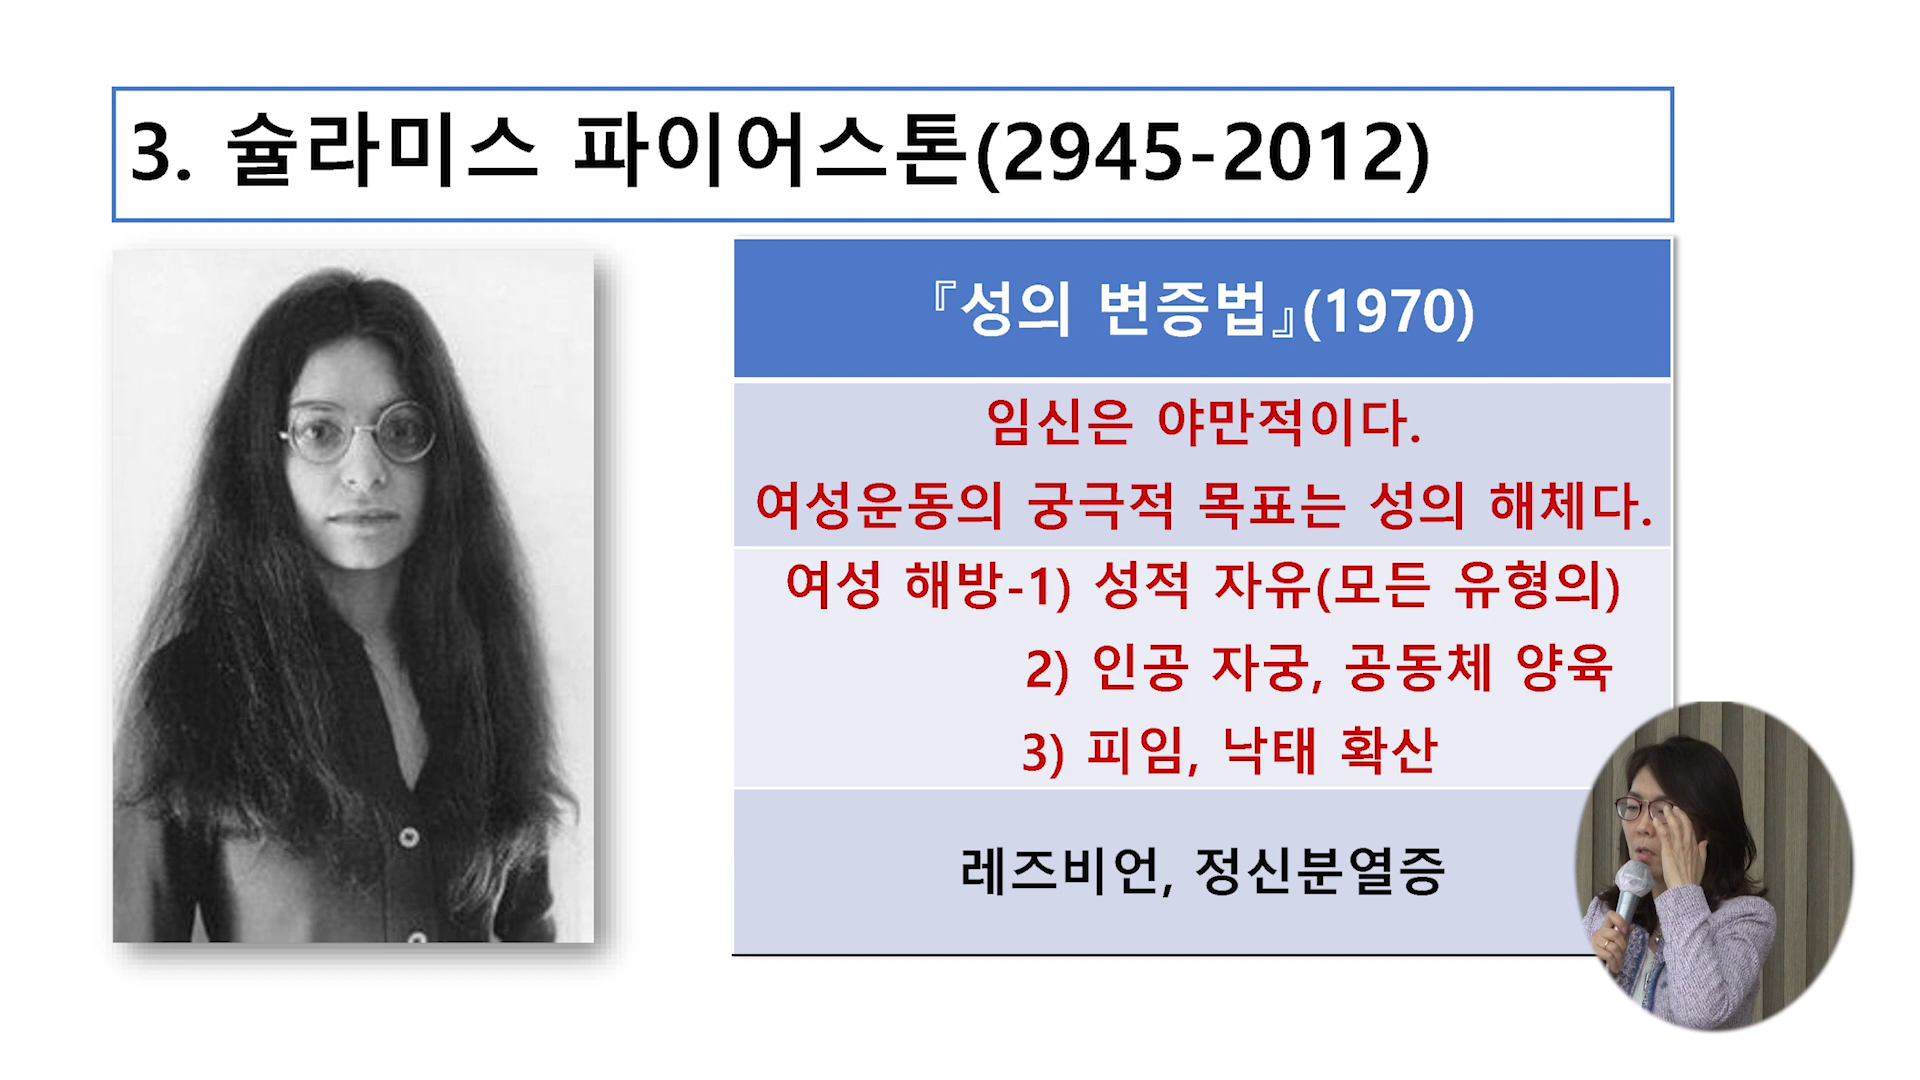 3. 슐라미스 파이어스톤(2945-2012)
『성의 변증법』(1970)
임신은 야만적이다.
여성운동의 궁극적 목표는 성의 해체다.
여성 해방-1) 성적 자유(모든 유형의)
2) 인공 자궁, 공동체 양육
3) 피임, 낙태 확산
레즈비언, 정신분열증